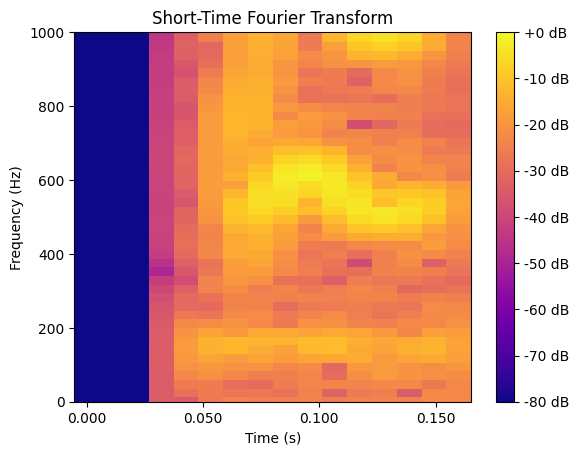 Short-Time Fourier Transform
1000
800
600
400
200
0
Frequency (Hz)
0.000
0.050
0.100
0.150
Time (s)
+0 dB
-10 dB
-20 dB
-30 dB
-40 dB
-50 dB
-60 dB
-70 dB
-80 dB